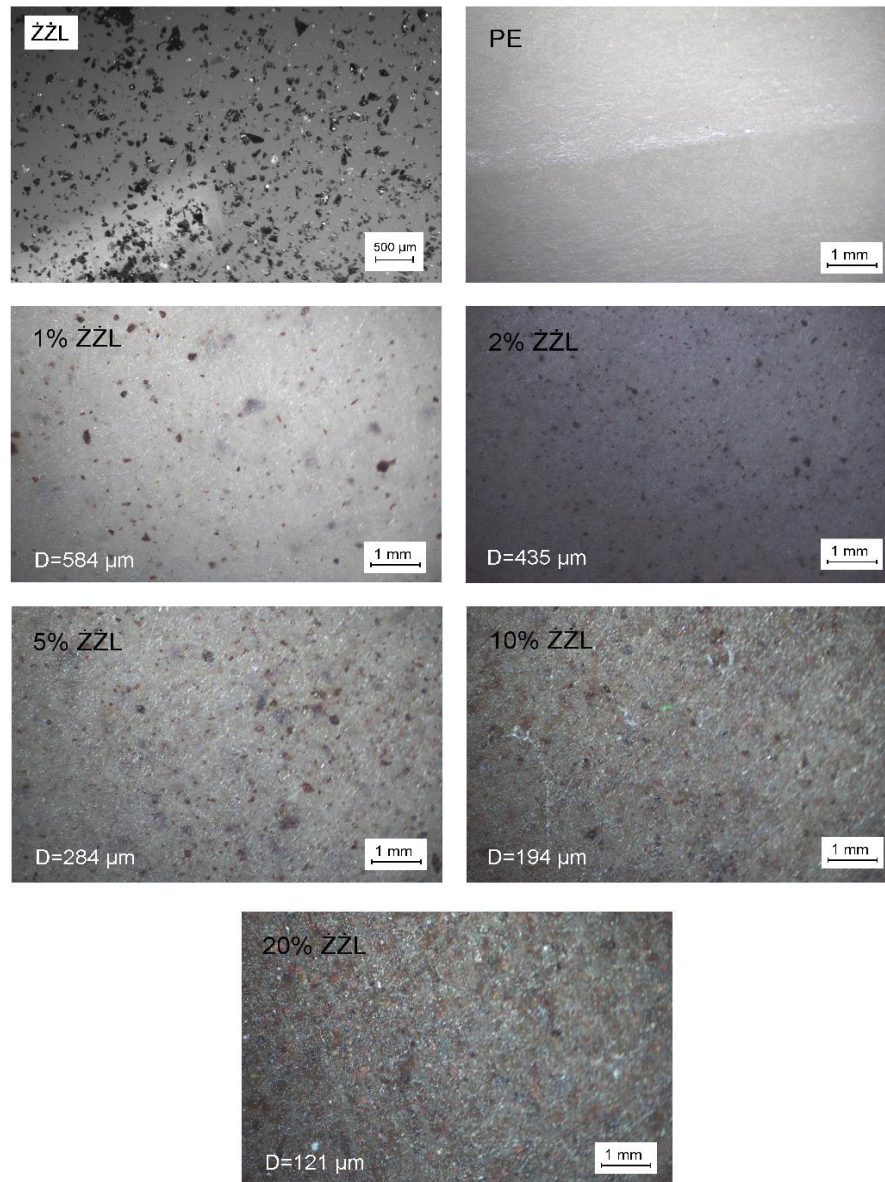 ŻŻL
500 µm
PE
1 mm
1% ŻŻL
D=584 µm
1 mm
2% ŻŻL
D=435 µm
1 mm
5% ŻŻL
D=284 µm
1 mm
10% ŻŻL
D=194 µm
1 mm
20% ŻŻL
D=121 µm
1 mm